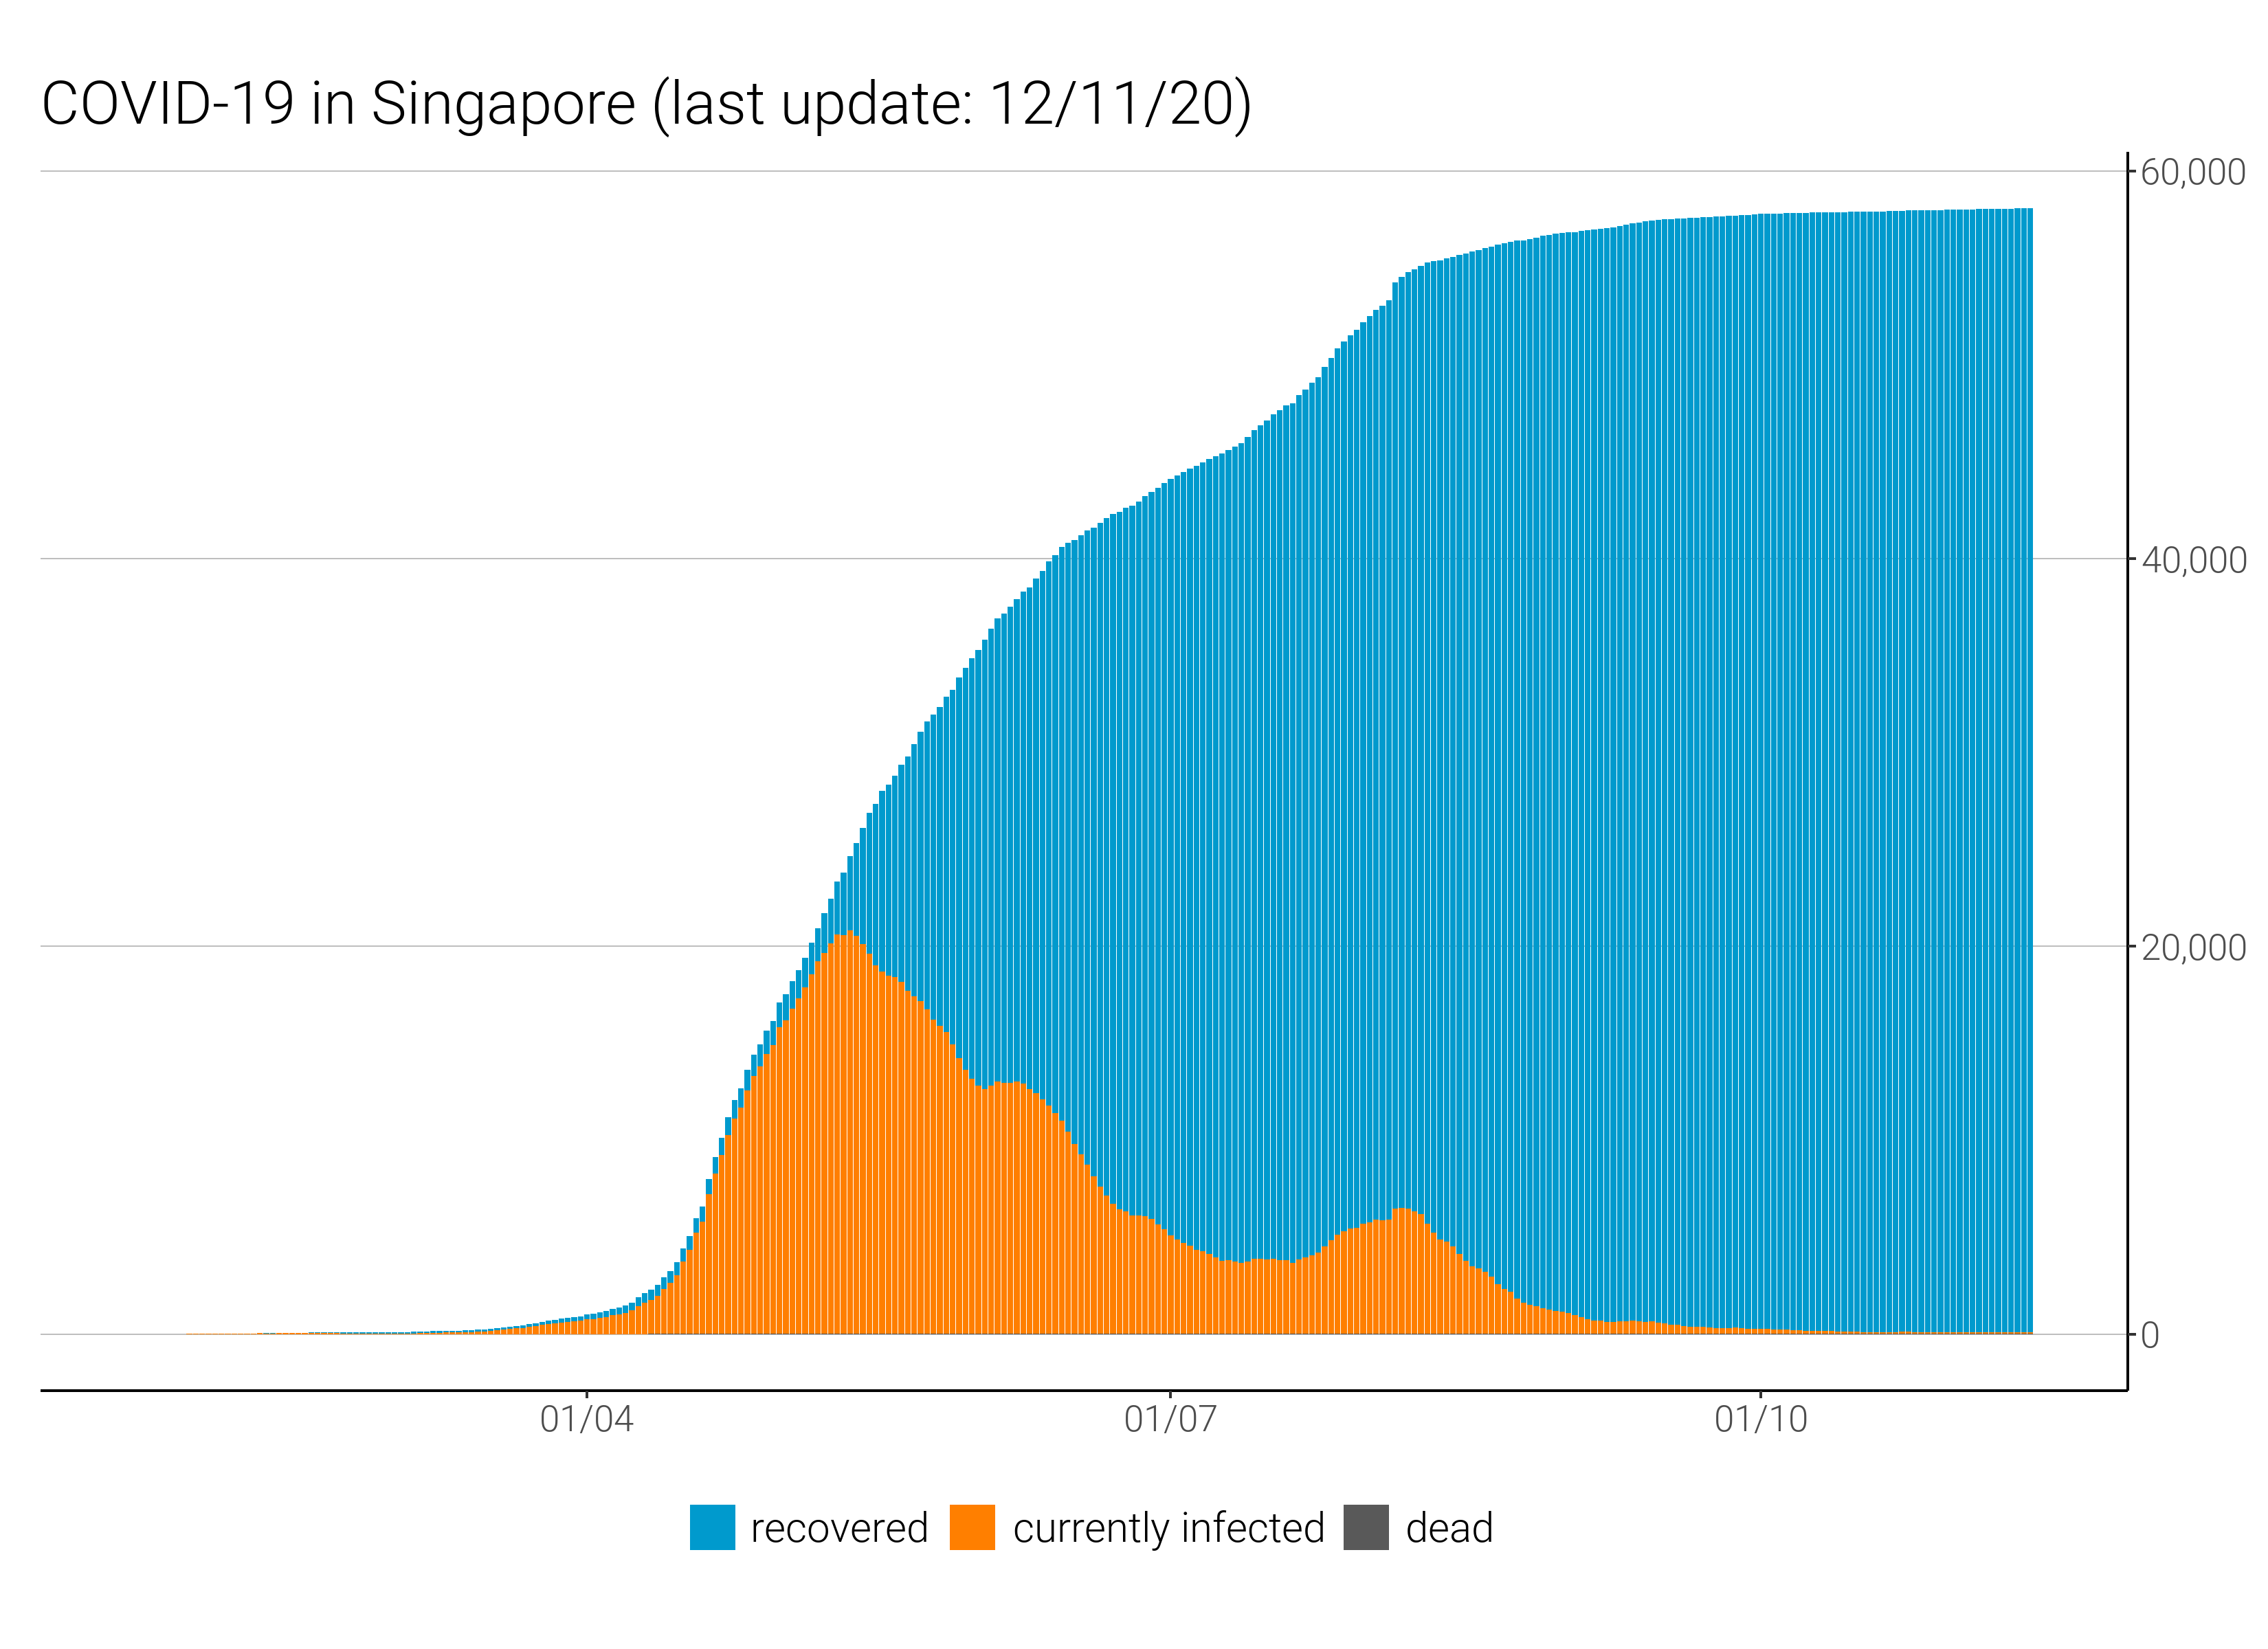 COVID-19 in Singapore (last update: 12/11/20)
60,000
40,000
20,000
0
01/04 01/07 01/10
recovered currently infected dead